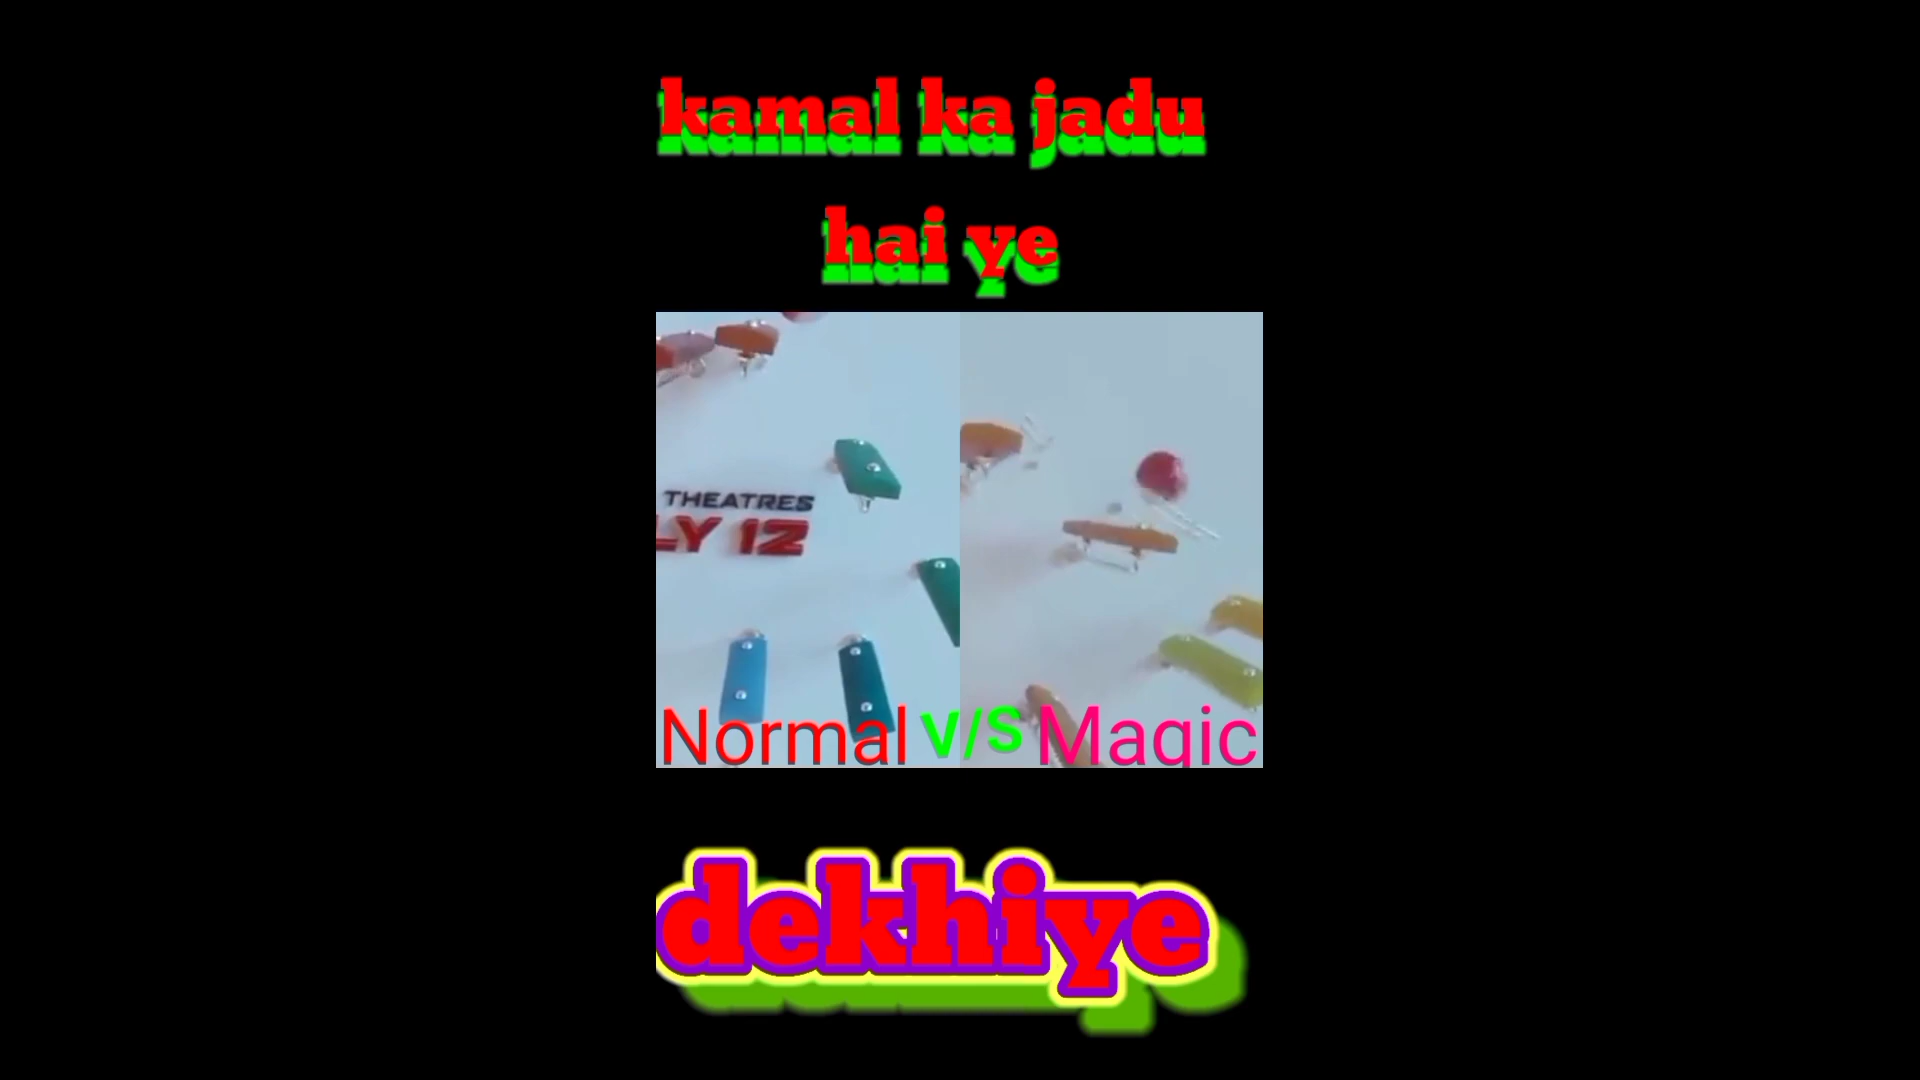 kamal ka jadu
hai ye
THEATRES
LY 12
Normal V/S Magic
dekhiye